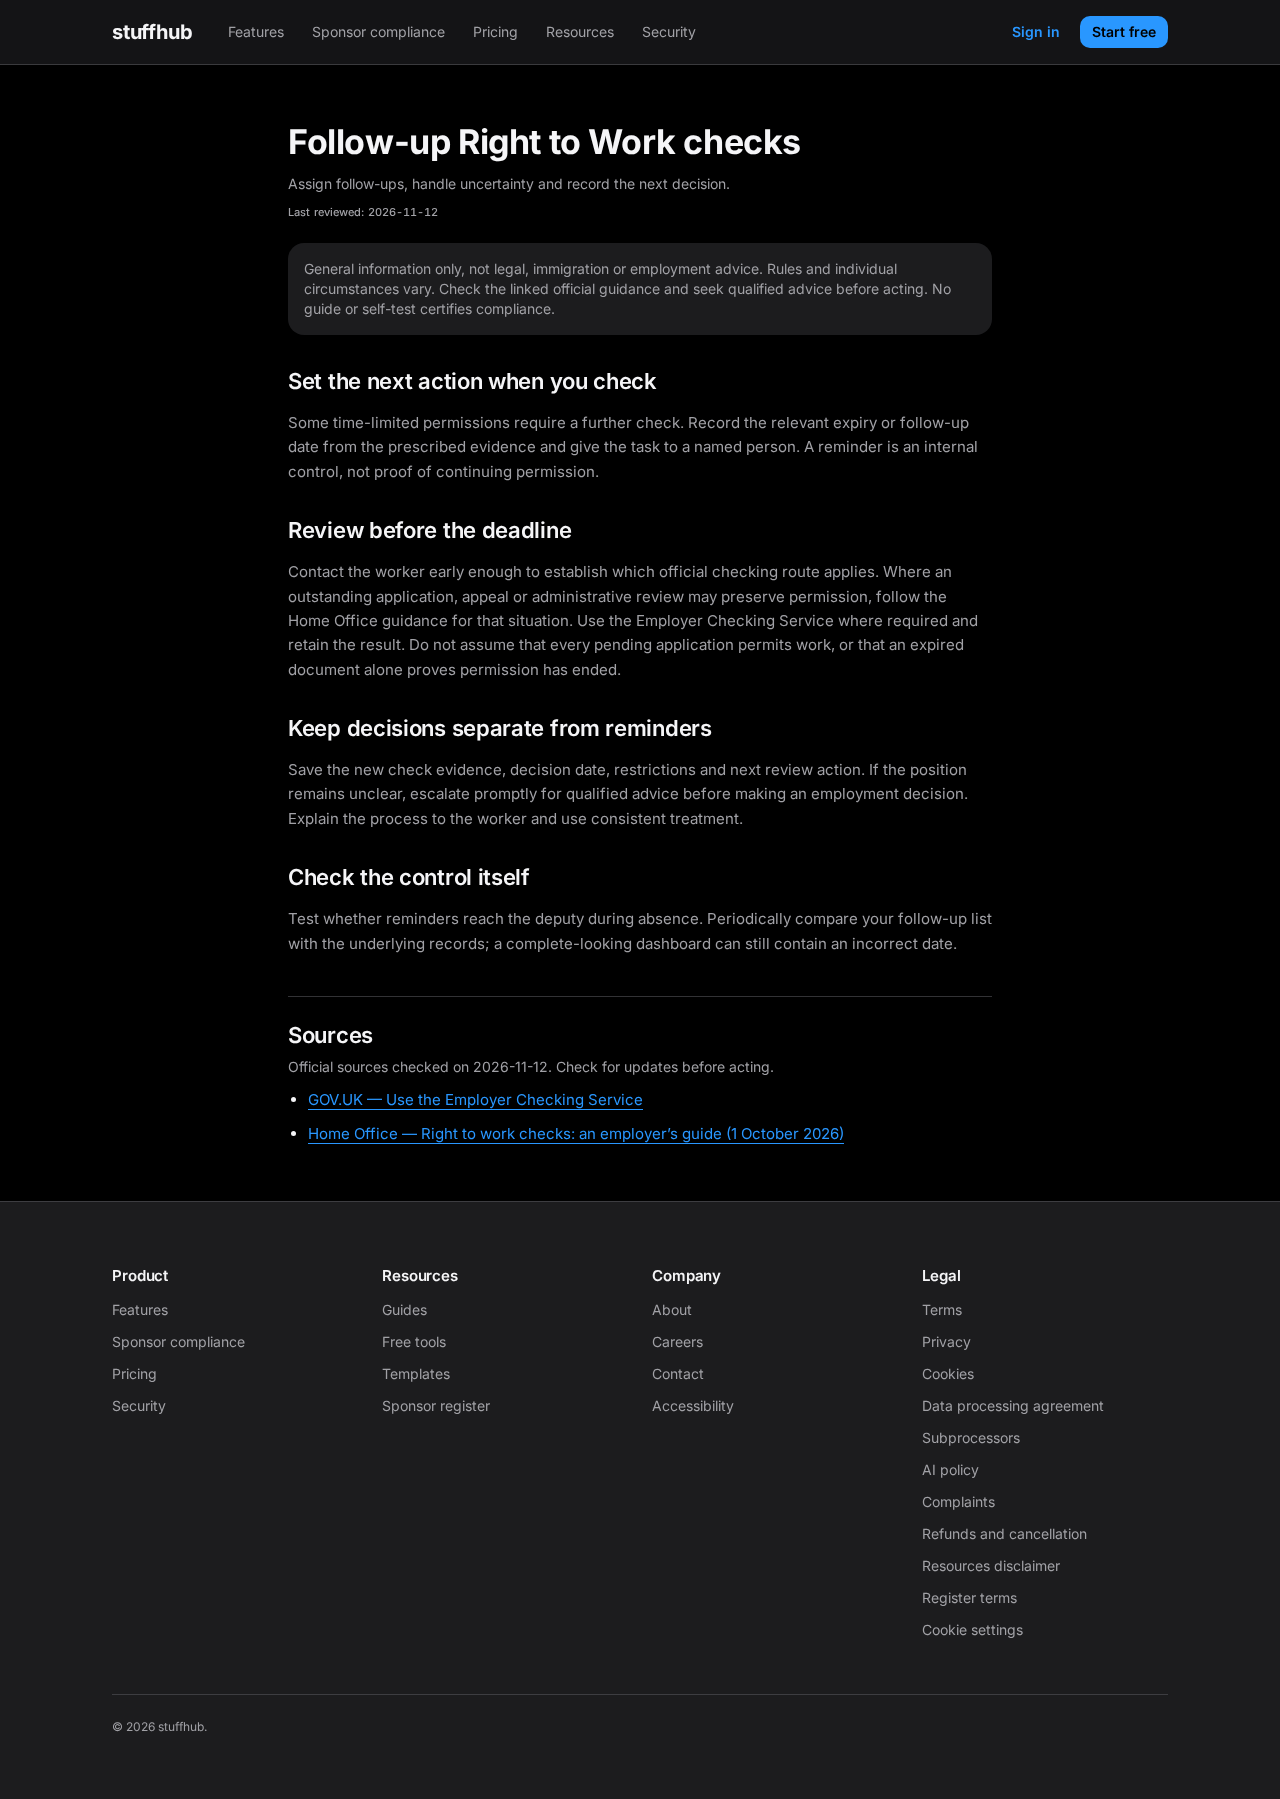 stuffhub
Features
Sponsor compliance
Pricing
Resources
Security
Sign in
Start free
Follow-up Right to Work checks
Assign follow-ups, handle uncertainty and record the next decision.
Last reviewed: 2026-11-12
General information only, not legal, immigration or employment advice. Rules and individual
circumstances vary. Check the linked official guidance and seek qualified advice before acting. No
guide or self-test certifies compliance.
Set the next action when you check
Some time-limited permissions require a further check. Record the relevant expiry or follow-up
date from the prescribed evidence and give the task to a named person. A reminder is an internal
control, not proof of continuing permission.
Review before the deadline
Contact the worker early enough to establish which official checking route applies. Where an
outstanding application, appeal or administrative review may preserve permission, follow the
Home Office guidance for that situation. Use the Employer Checking Service where required and
retain the result. Do not assume that every pending application permits work, or that an expired
document alone proves permission has ended.
Keep decisions separate from reminders
Save the new check evidence, decision date, restrictions and next review action. If the position
remains unclear, escalate promptly for qualified advice before making an employment decision.
Explain the process to the worker and use consistent treatment.
Check the control itself
Test whether reminders reach the deputy during absence. Periodically compare your follow-up list
with the underlying records; a complete-looking dashboard can still contain an incorrect date.
Sources
Official sources checked on 2026-11-12. Check for updates before acting.
GOV.UK — Use the Employer Checking Service
Home Office — Right to work checks: an employer’s guide (1 October 2026)
Product
Features
Sponsor compliance
Pricing
Security
Resources
Guides
Free tools
Templates
Sponsor register
Company
About
Careers
Contact
Accessibility
Legal
Terms
Privacy
Cookies
Data processing agreement
Subprocessors
AI policy
Complaints
Refunds and cancellation
Resources disclaimer
Register terms
Cookie settings
© 2026 stuffhub.